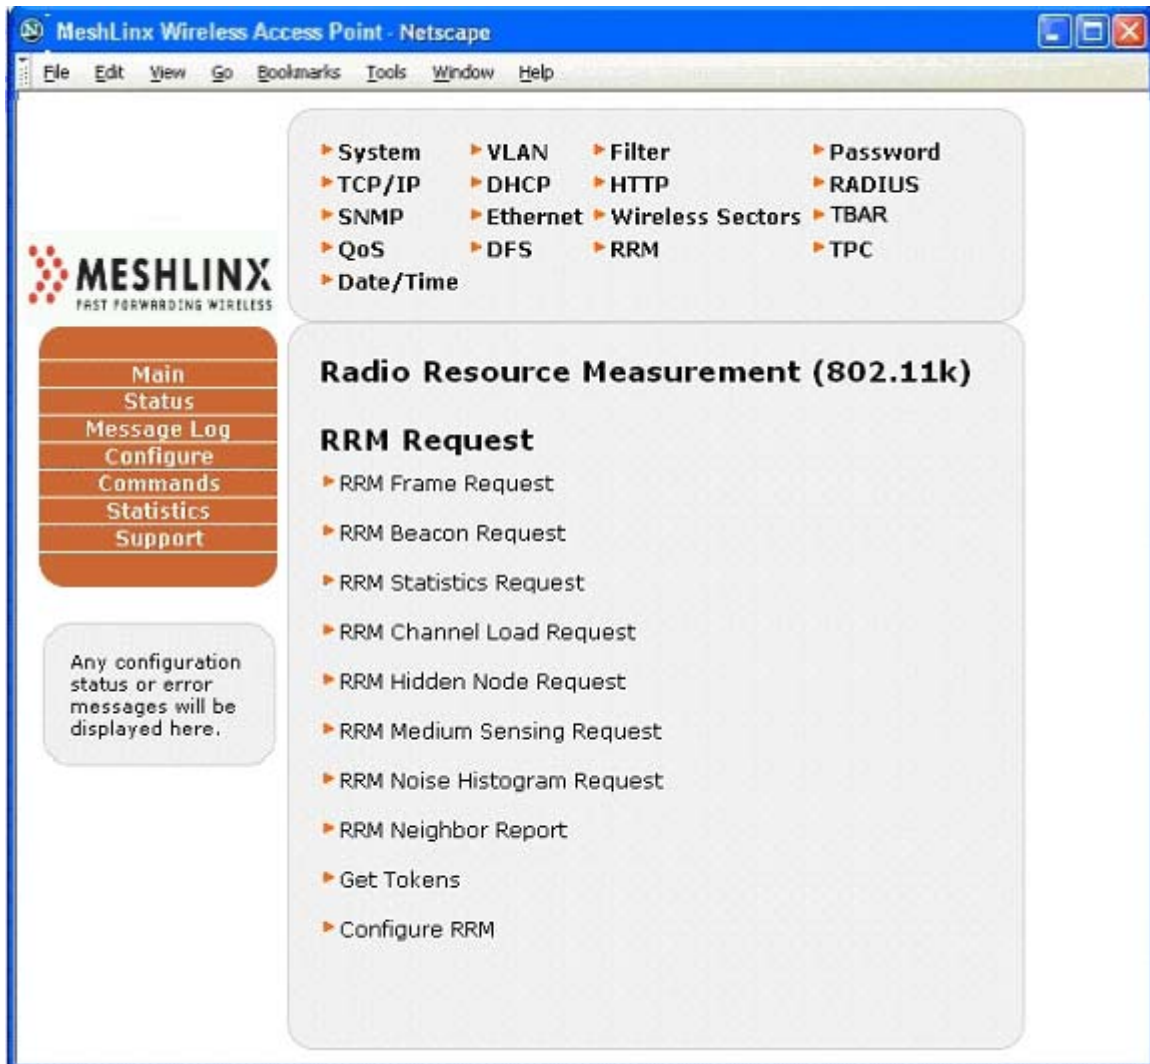 MeshLinx Wireless Access Point - Netscape
File Edit View Go Bookmarks Tools Window Help
System VLAN Filter Password
TCP/IP DHCP HTTP RADIUS
SNMP Ethernet Wireless Sectors TBAR
QoS DFS RRM TPC
Date/Time
MESHLINX
FAST FORWARDING WIRELESS
Main
Status
Message Log
Configure
Commands
Statistics
Support
Any configuration
status or error
messages will be
displayed here.
Radio Resource Measurement (802.11k)
RRM Request
RRM Frame Request
RRM Beacon Request
RRM Statistics Request
RRM Channel Load Request
RRM Hidden Node Request
RRM Medium Sensing Request
RRM Noise Histogram Request
RRM Neighbor Report
Get Tokens
Configure RRM